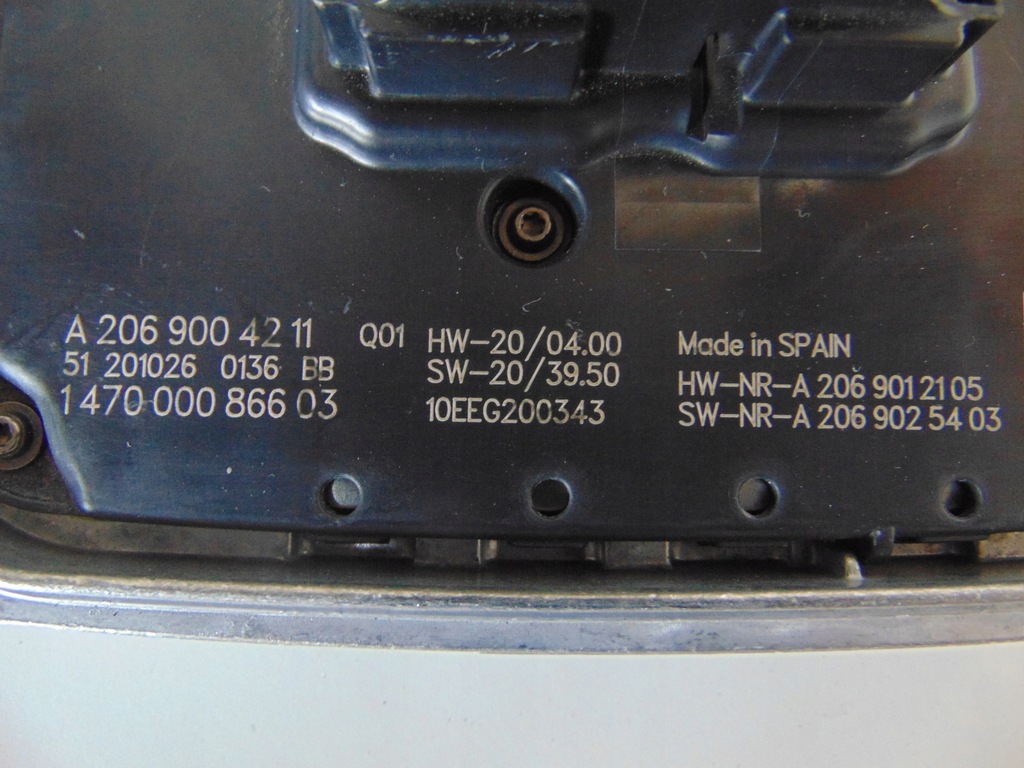 A 206 900 42 11 Q01
51 201026 0136 BB
1 470 000 866 03
HW-20/04.00
SW-20/39.50
10EEG200343
Made in SPAIN
HW-NR-A 206 901 21 05
SW-NR-A 206 902 54 03